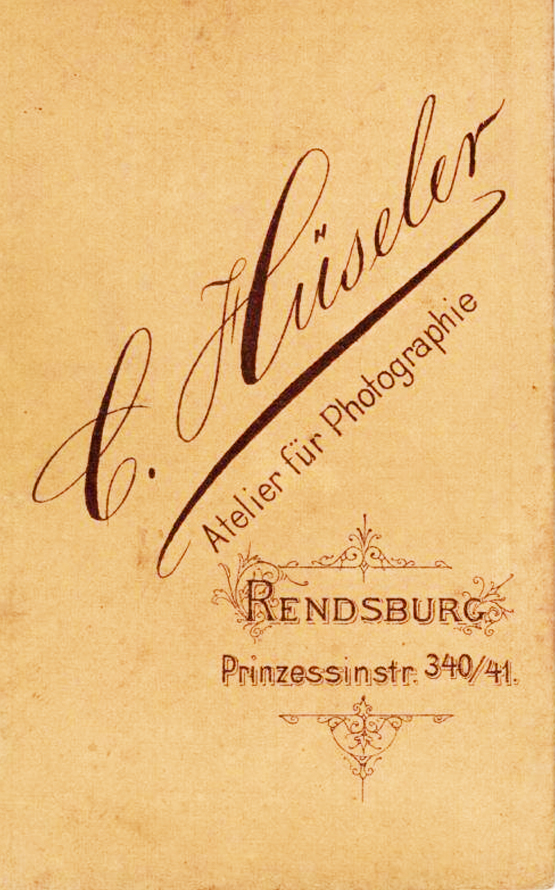 C. Hüseler
Atelier für Photographie
RENDSBURG
Prinzessinstr. 340/41.